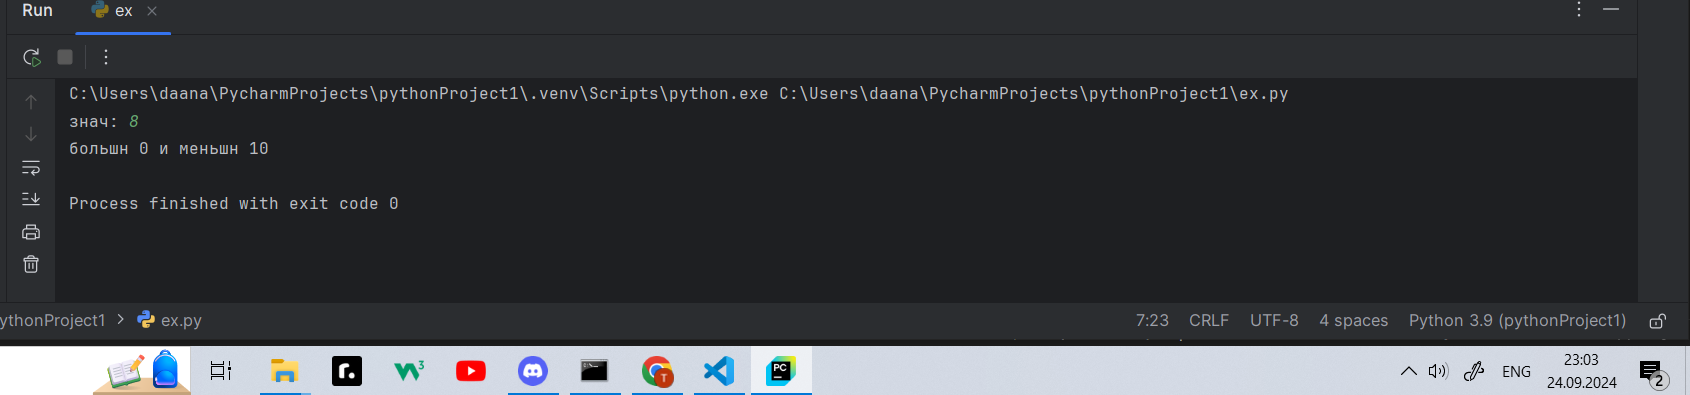 Run ex
C:\Users\daana\PycharmProjects\pythonProject1\.venv\Scripts\python.exe C:\Users\daana\PycharmProjects\pythonProject1\ex.py
знач: 8
большн 0 и меньшн 10
Process finished with exit code 0
ythonProject1 > ex.py 7:23 CRLF UTF-8 4 spaces Python 3.9 (pythonProject1)
r. W3 C:\_ T PC ENG 23:03
24.09.2024 2